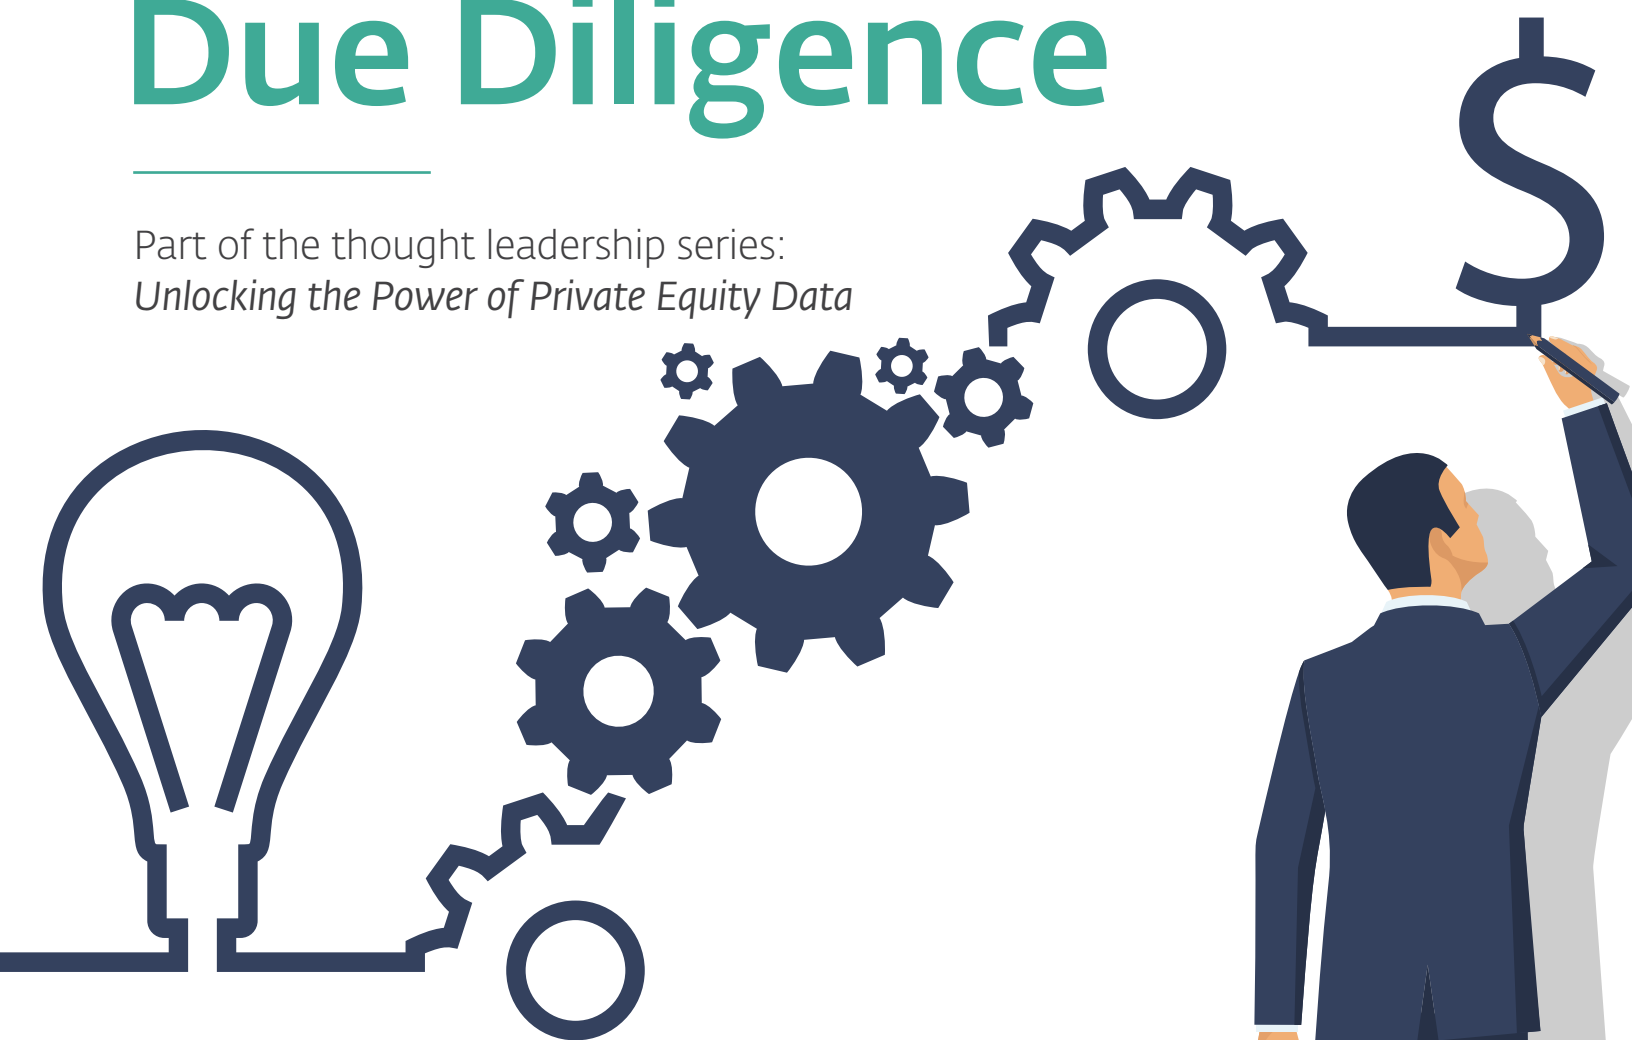 Due Diligence
Part of the thought leadership series:
Unlocking the Power of Private Equity Data
$